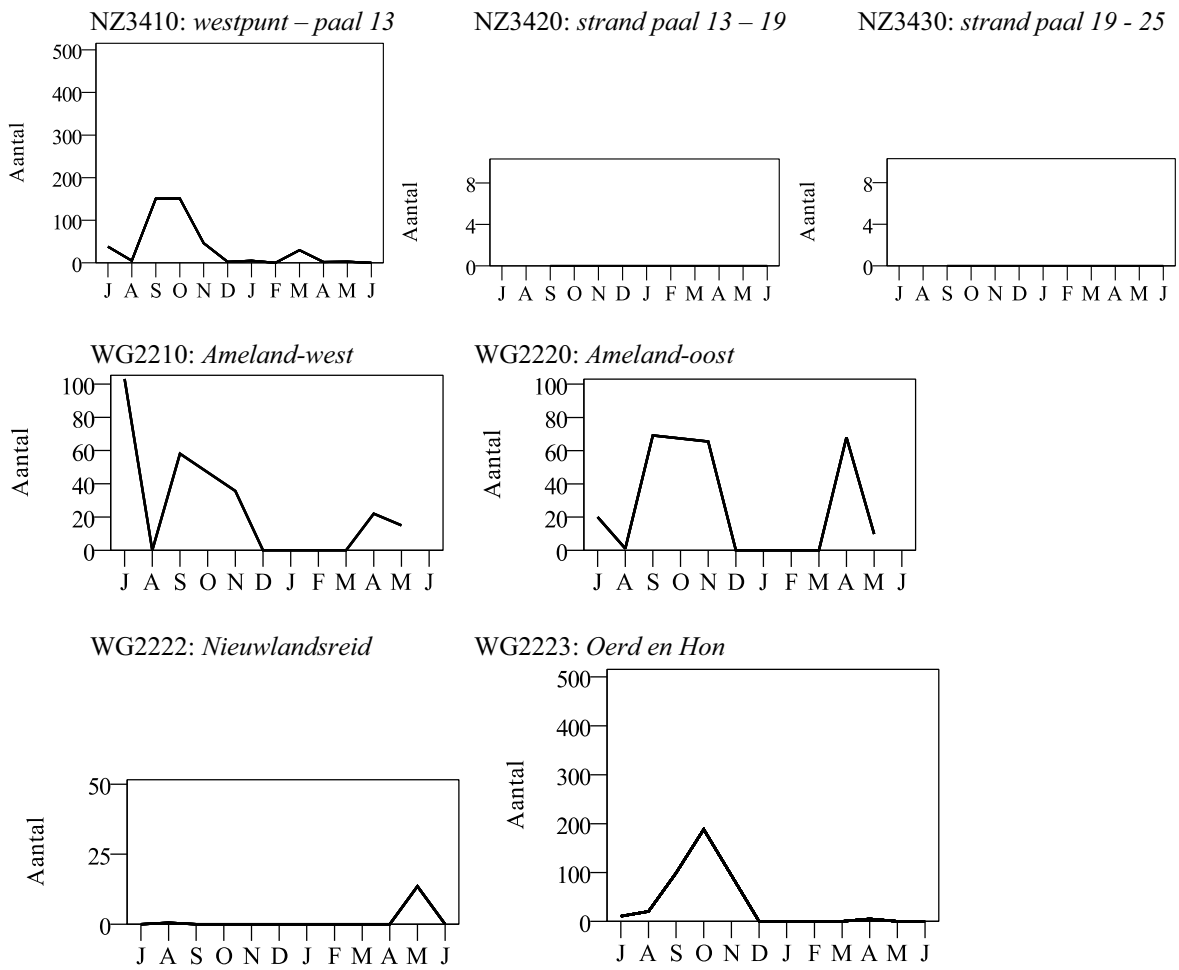 NZ3410: westpunt – paal 13
NZ3420: strand paal 13 – 19
NZ3430: strand paal 19 - 25
Aantal
500
400
300
200
100
0
J A S O N D J F M A M J
Aantal
8
4
0
J A S O N D J F M A M J
Aantal
8
4
0
J A S O N D J F M A M J
WG2210: Ameland-west
WG2220: Ameland-oost
Aantal
100
80
60
40
20
0
J A S O N D J F M A M J
Aantal
100
80
60
40
20
0
J A S O N D J F M A M J
WG2222: Nieuwlandsreid
WG2223: Oerd en Hon
Aantal
50
25
0
J A S O N D J F M A M J
Aantal
500
400
300
200
100
0
J A S O N D J F M A M J